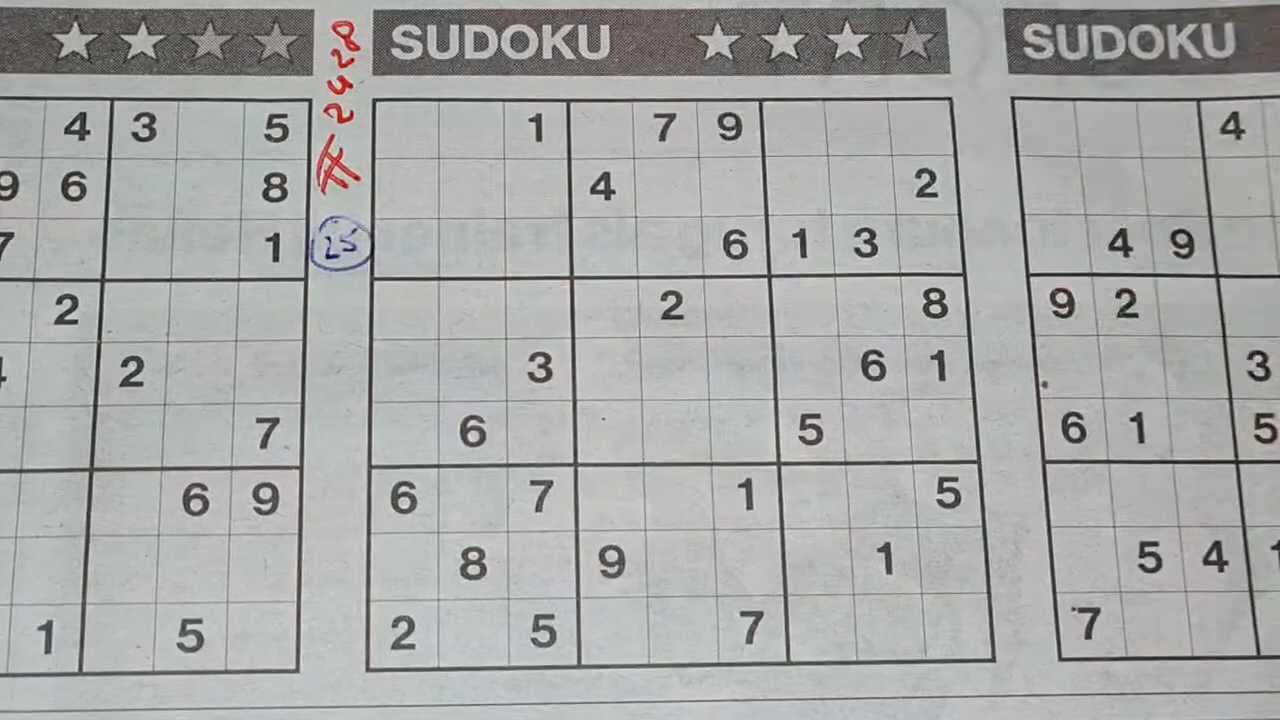 SUDOKU
SUDOKU
# 2428
25
4 3 5
9 6 8
7 1
2
2
7
6 9
1 5
1 7 9
4 2
6 1 3
2 8
3 6 1
6 5
6 7 1 5
8 9 1
2 5 7
4
4 9
9 2
3
6 1 5
5 4 1
7